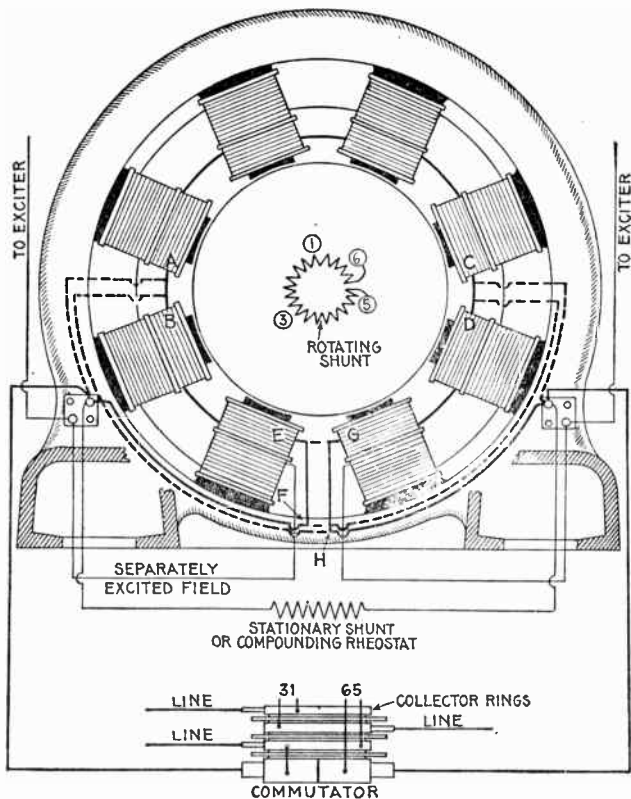 TO EXCITER
TO EXCITER
A
C
1
6
3
5
B
D
ROTATING
SHUNT
E
G
F
H
SEPARATELY
EXCITED FIELD
STATIONARY SHUNT
OR COMPOUNDING RHEOSTAT
31
65
COLLECTOR RINGS
LINE
LINE
LINE
COMMUTATOR